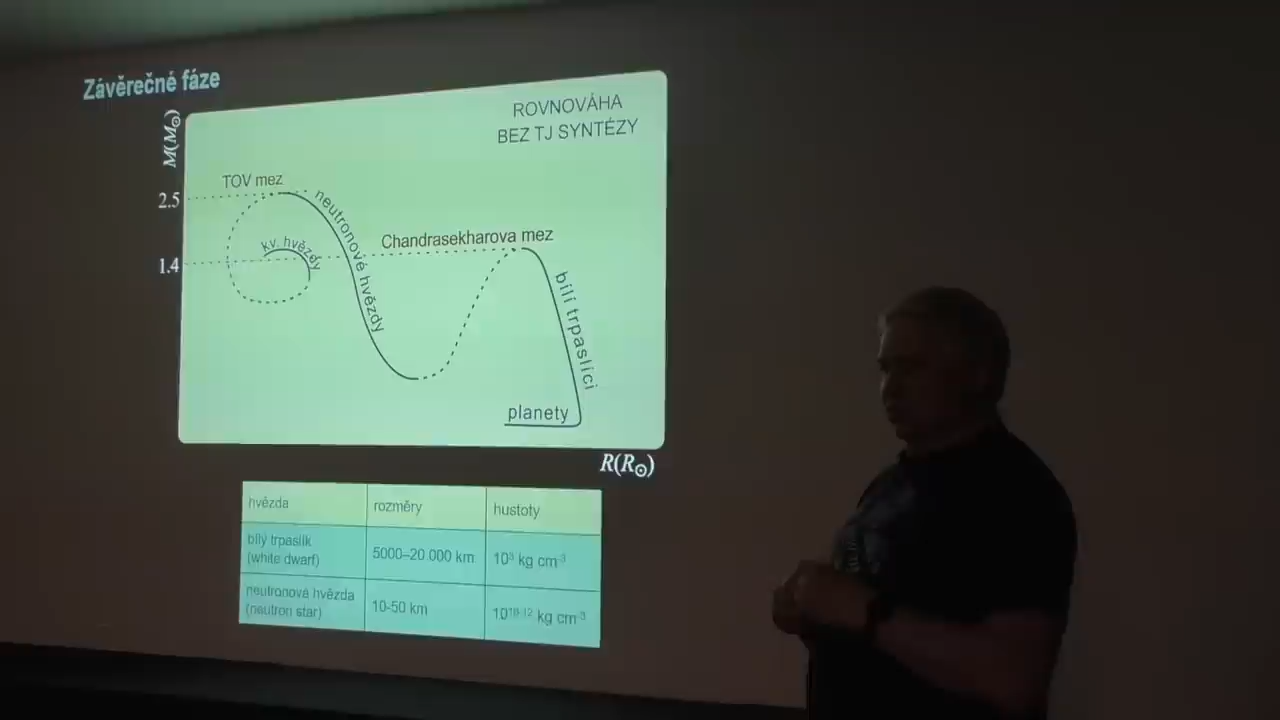 Závěrečné fáze
M(M☉)
ROVNOVÁHA
BEZ TJ SYNTÉZY
TOV mez
2.5
neutronové hvězdy
Chandrasekharova mez
kv. hvězdy
1.4
bílí trpaslíci
planety
R(R☉)
hvězda rozměry hustoty
bílý trpaslík
(white dwarf)
5000–20 000 km
10³ kg cm⁻³
neutronová hvězda
(neutron star)
10-50 km
10¹⁰⁻¹² kg cm⁻³